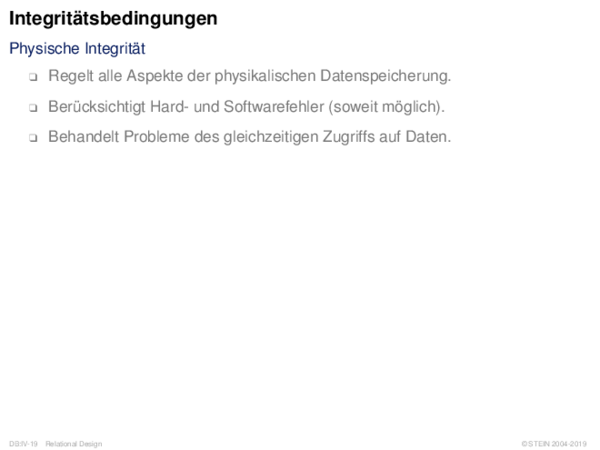 Integritätsbedingungen
Physische Integrität
❑ Regelt alle Aspekte der physikalischen Datenspeicherung.
❑ Berücksichtigt Hard- und Softwarefehler (soweit möglich).
❑ Behandelt Probleme des gleichzeitigen Zugriffs auf Daten.
DB:IV-19 Relational Design © STEIN 2004-2019